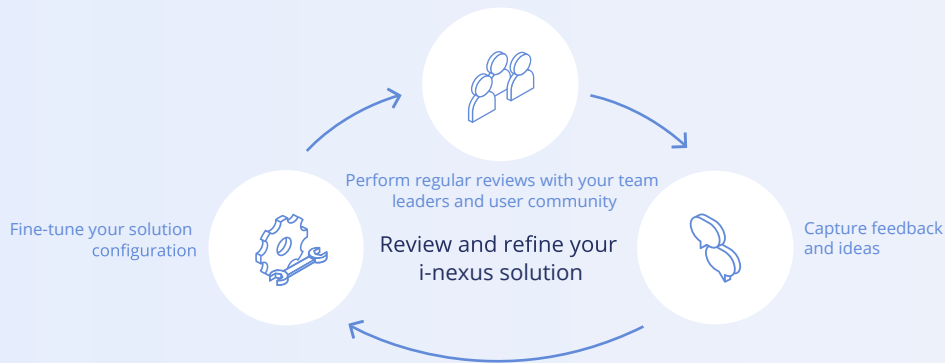 Perform regular reviews with your team
leaders and user community
Fine-tune your solution
configuration
Review and refine your
i-nexus solution
Capture feedback
and ideas